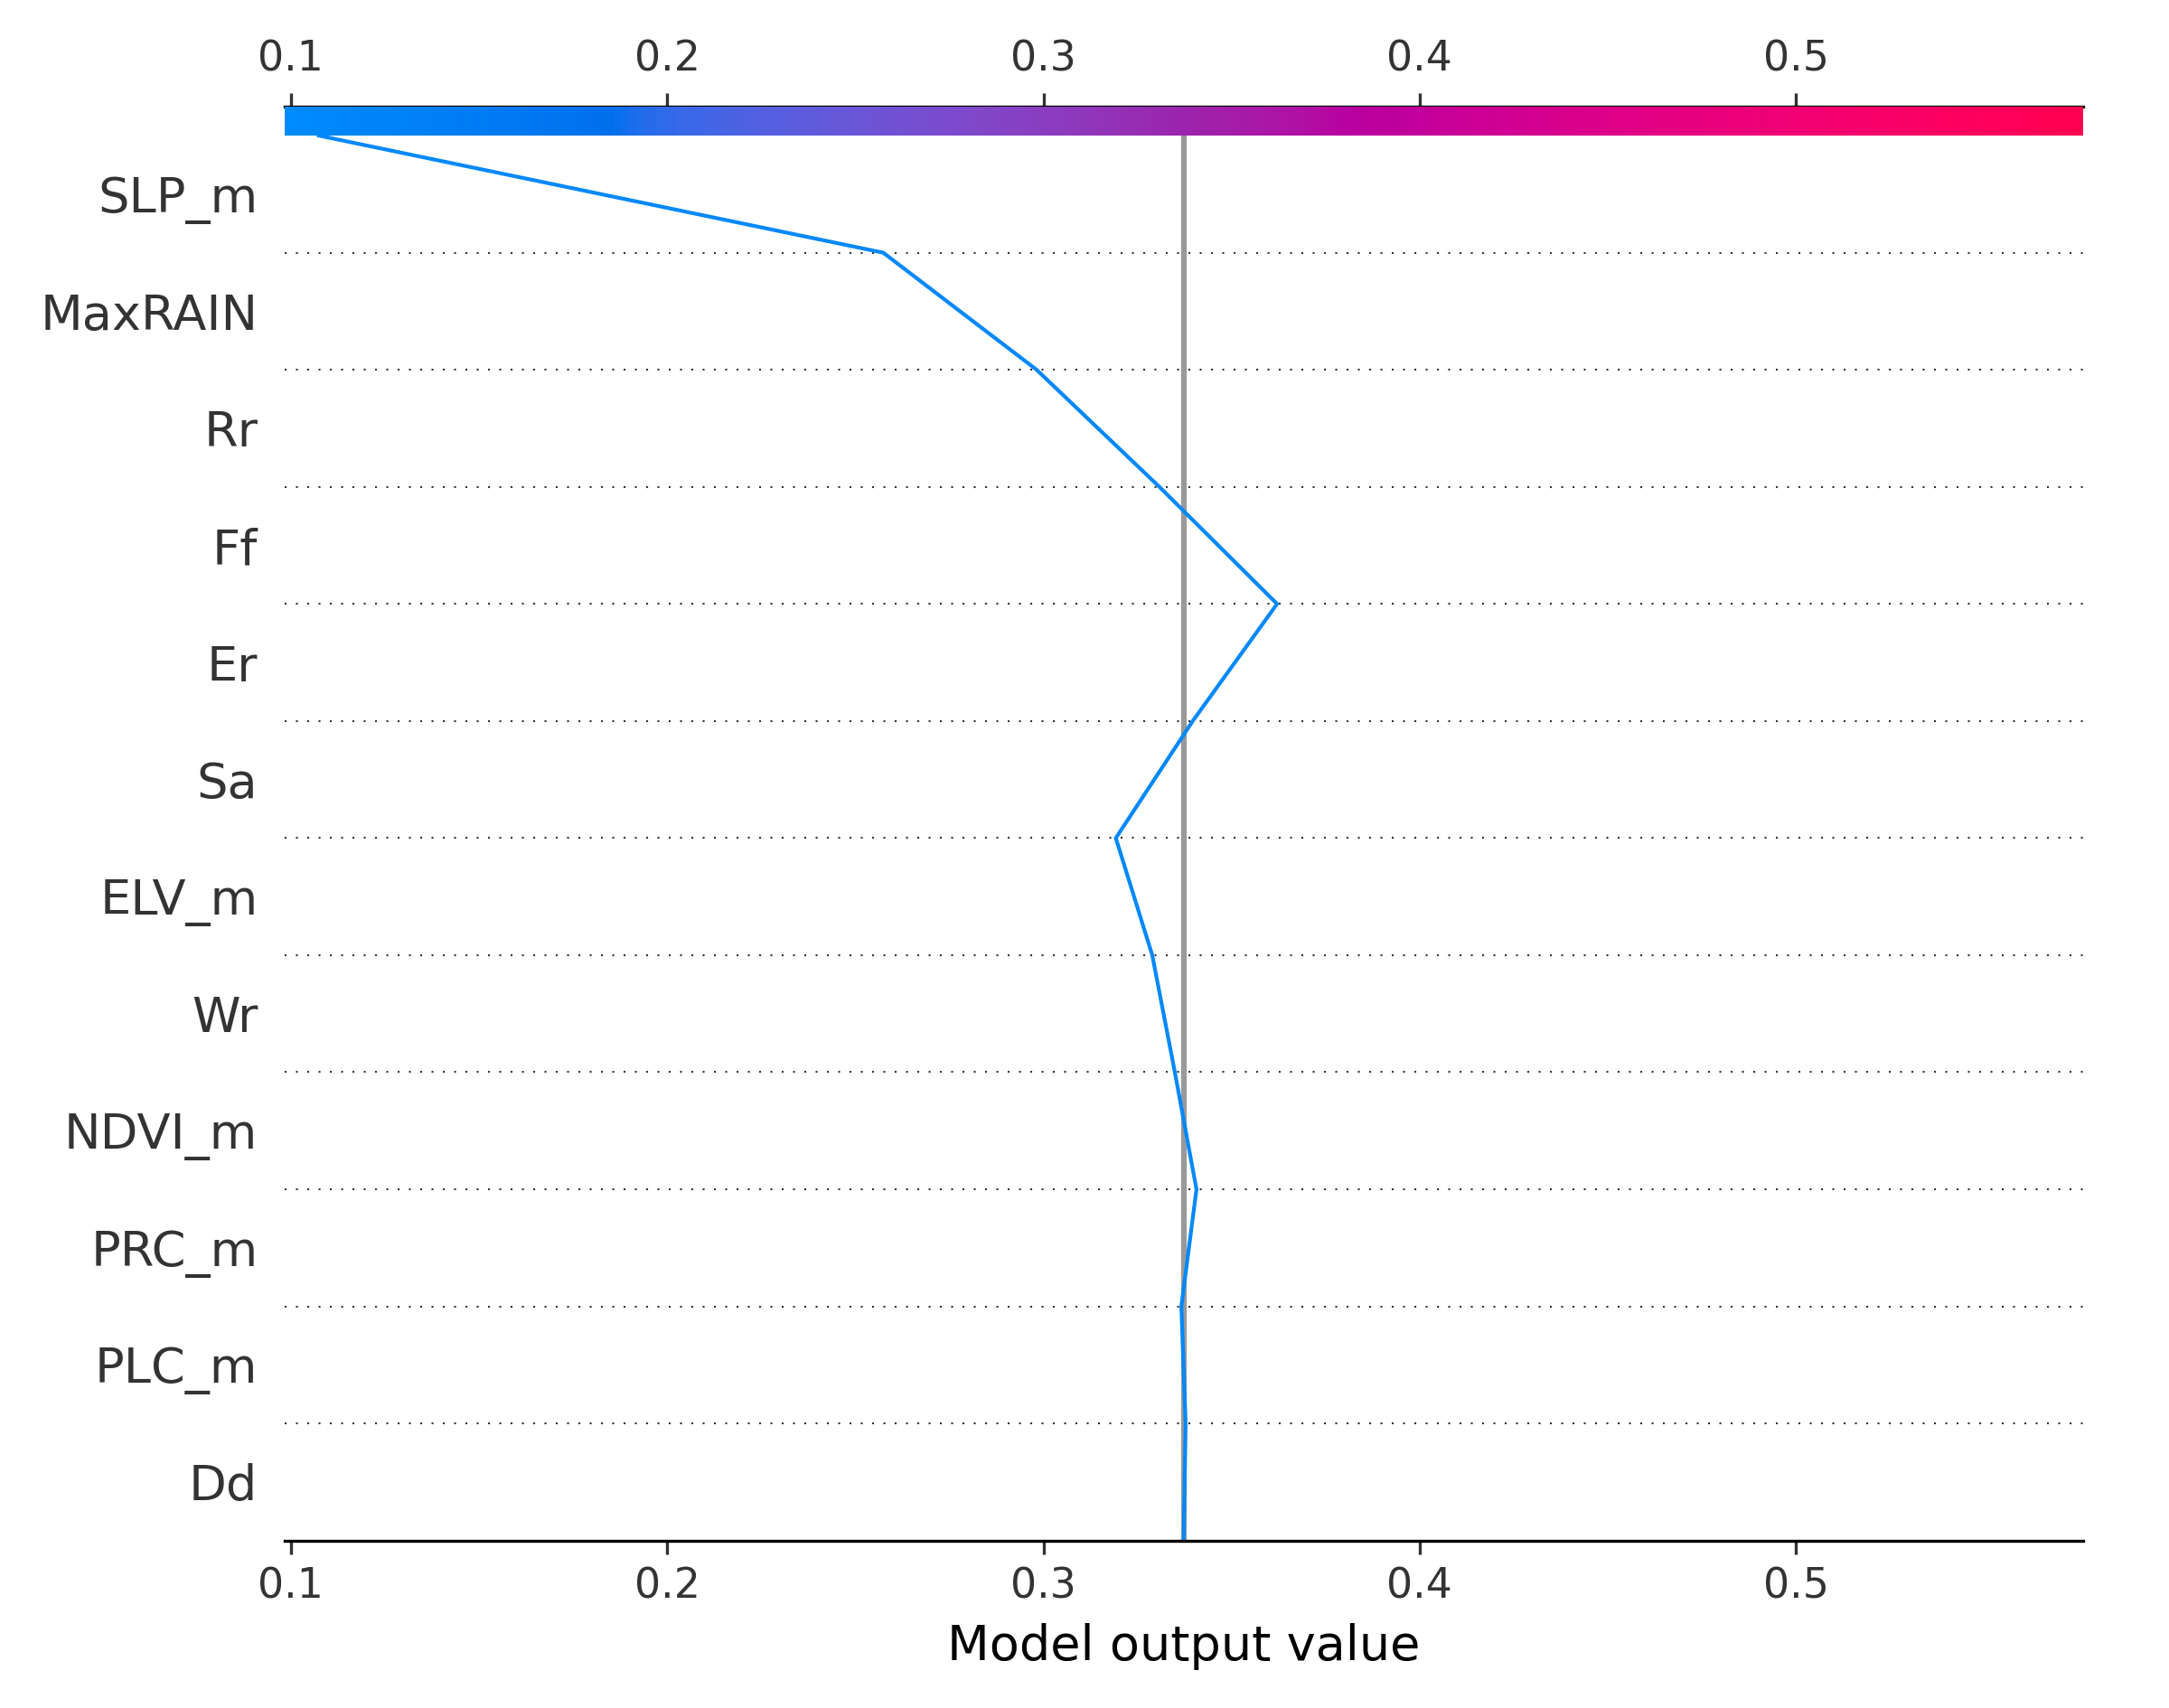 0.1 0.2 0.3 0.4 0.5
SLP_m
MaxRAIN
Rr
Ff
Er
Sa
ELV_m
Wr
NDVI_m
PRC_m
PLC_m
Dd
0.1 0.2 0.3 0.4 0.5
Model output value